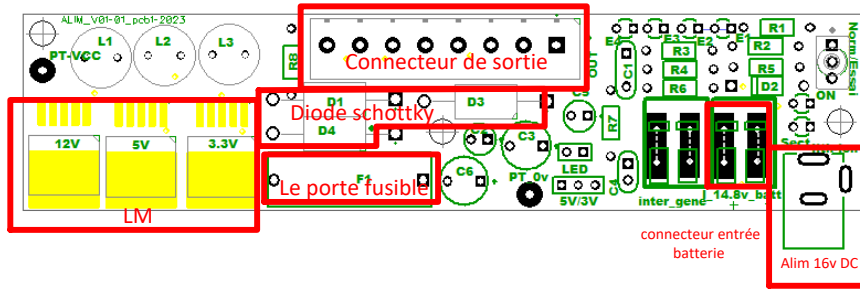 ALIM_V01-01_pcb1-2023
L1
L2
L3
PT-VCC
R8
Connecteur de sortie
OUT
E4
E3
E2
E1
R1
R3
R2
R4
R5
R6
D2
C1
Norm/Essai
ON
Diode schottky
D1
D3
D4
R7
C2
C3
12V
5V
3.3V
LM
Le porte fusible
F1
C6
PT_0v
LED
5V/3V
C4
inter_gene
14.8v_batt
Sect
connecteur entrée
batterie
Alim 16v DC